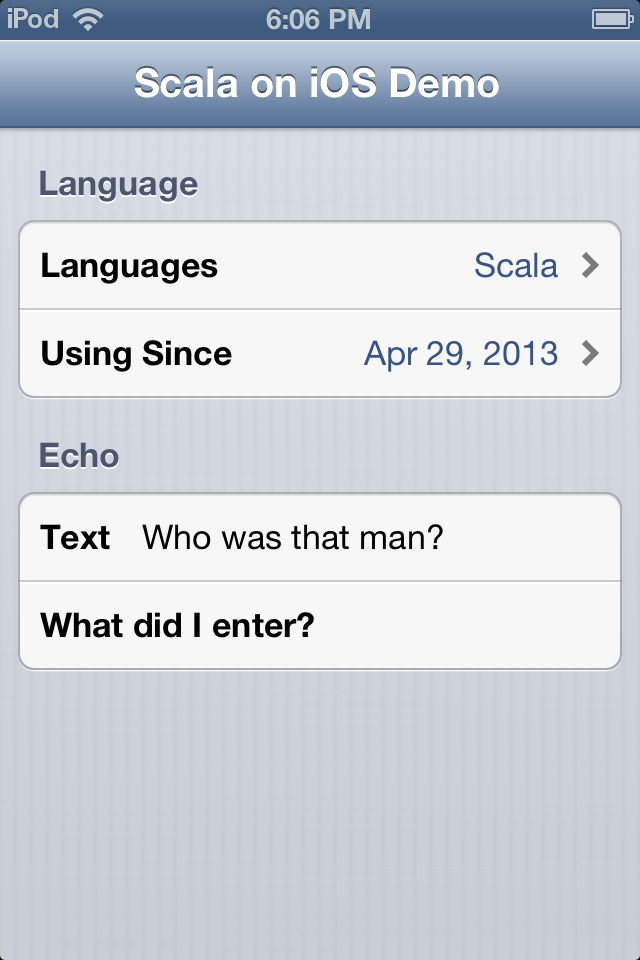 iPod 6:06 PM
Scala on iOS Demo
Language
Languages Scala
Using Since Apr 29, 2013
Echo
Text Who was that man?
What did I enter?